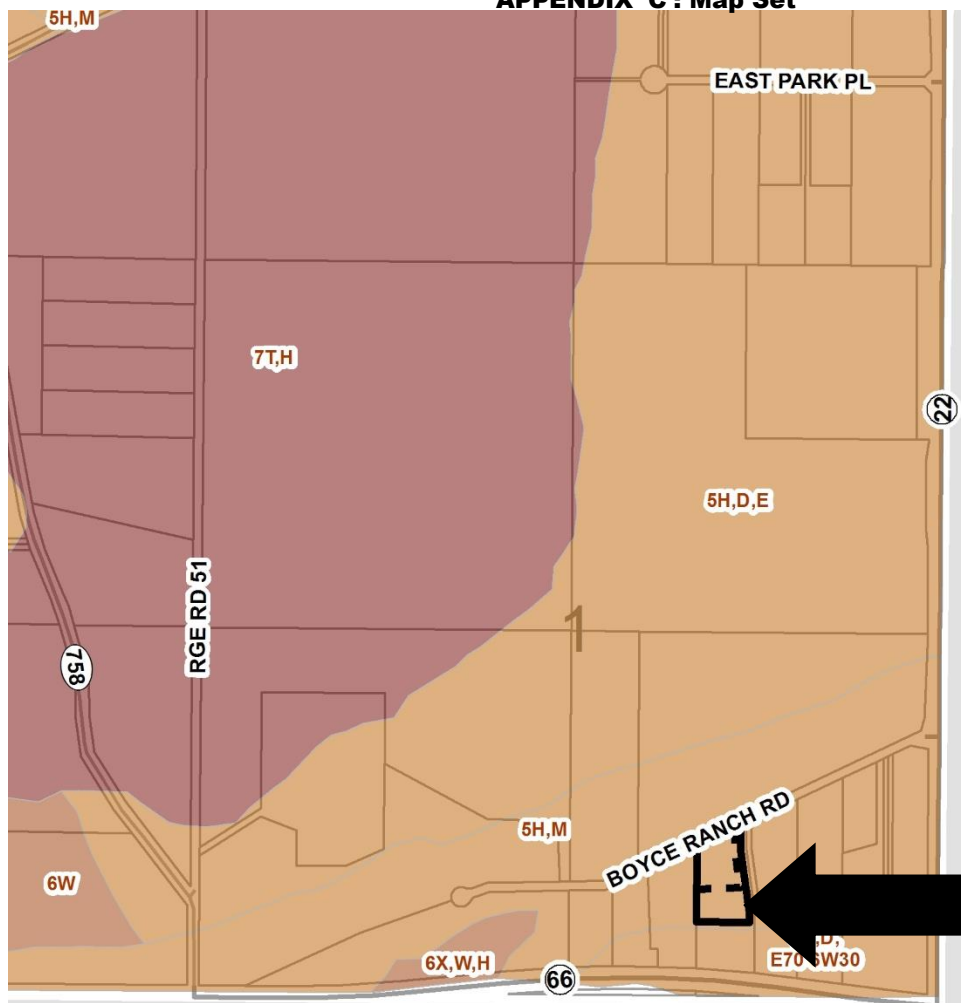 APPENDIX 'C': Map Set
5H,M
EAST PARK PL
7T,H
22
5H,D,E
RGE RD 51
1
758
BOYCE RANCH RD
5H,M
6W
6X,W,H
66
,D,
E70 6W30